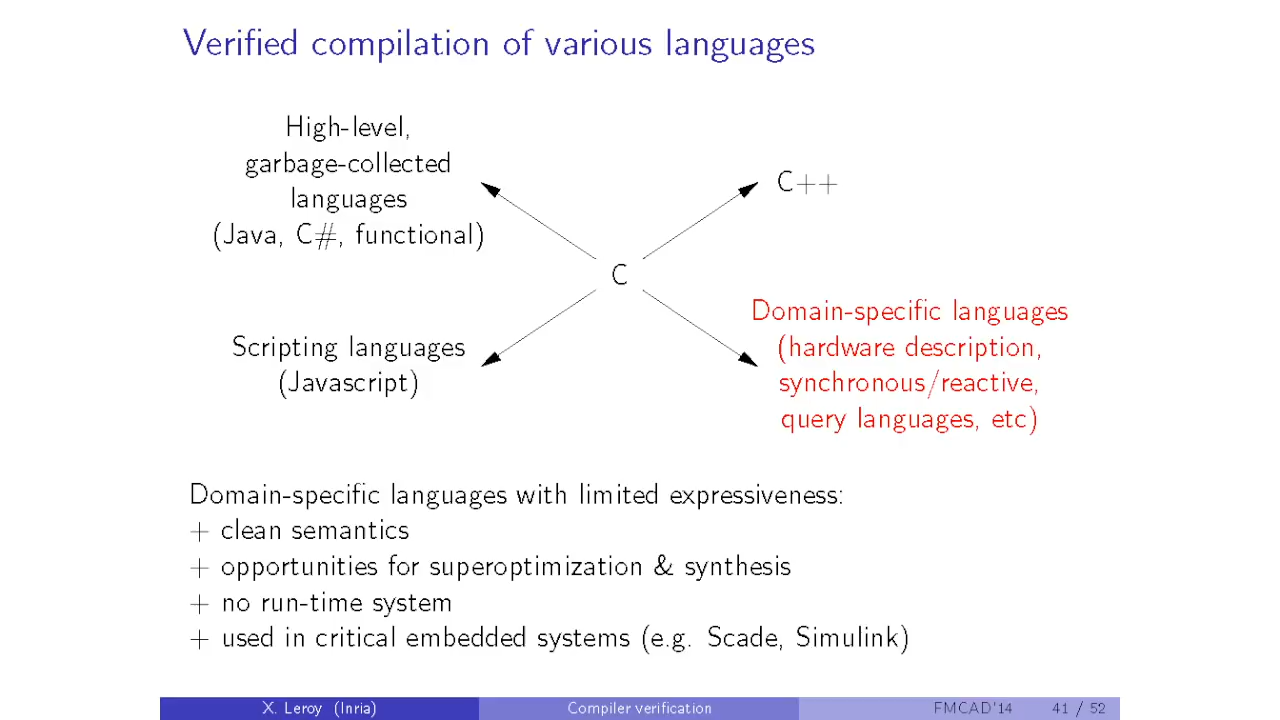 Verified compilation of various languages
High-level,
garbage-collected
languages
(Java, C#, functional)
C++
C
Scripting languages
(Javascript)
Domain-specific languages
(hardware description,
synchronous/reactive,
query languages, etc)
Domain-specific languages with limited expressiveness:
+ clean semantics
+ opportunities for superoptimization & synthesis
+ no run-time system
+ used in critical embedded systems (e.g. Scade, Simulink)
X. Leroy (Inria) Compiler verification FMCAD'14 41 / 52